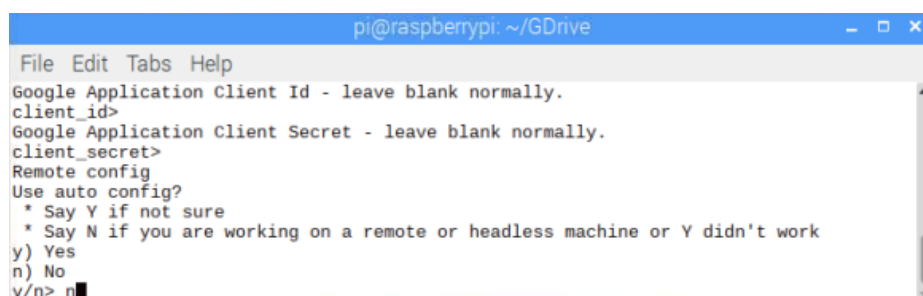 pi@raspberrypi: ~/GDrive
File Edit Tabs Help
Google Application Client Id - leave blank normally.
client_id>
Google Application Client Secret - leave blank normally.
client_secret>
Remote config
Use auto config?
 * Say Y if not sure
 * Say N if you are working on a remote or headless machine or Y didn't work
y) Yes
n) No
y/n> n